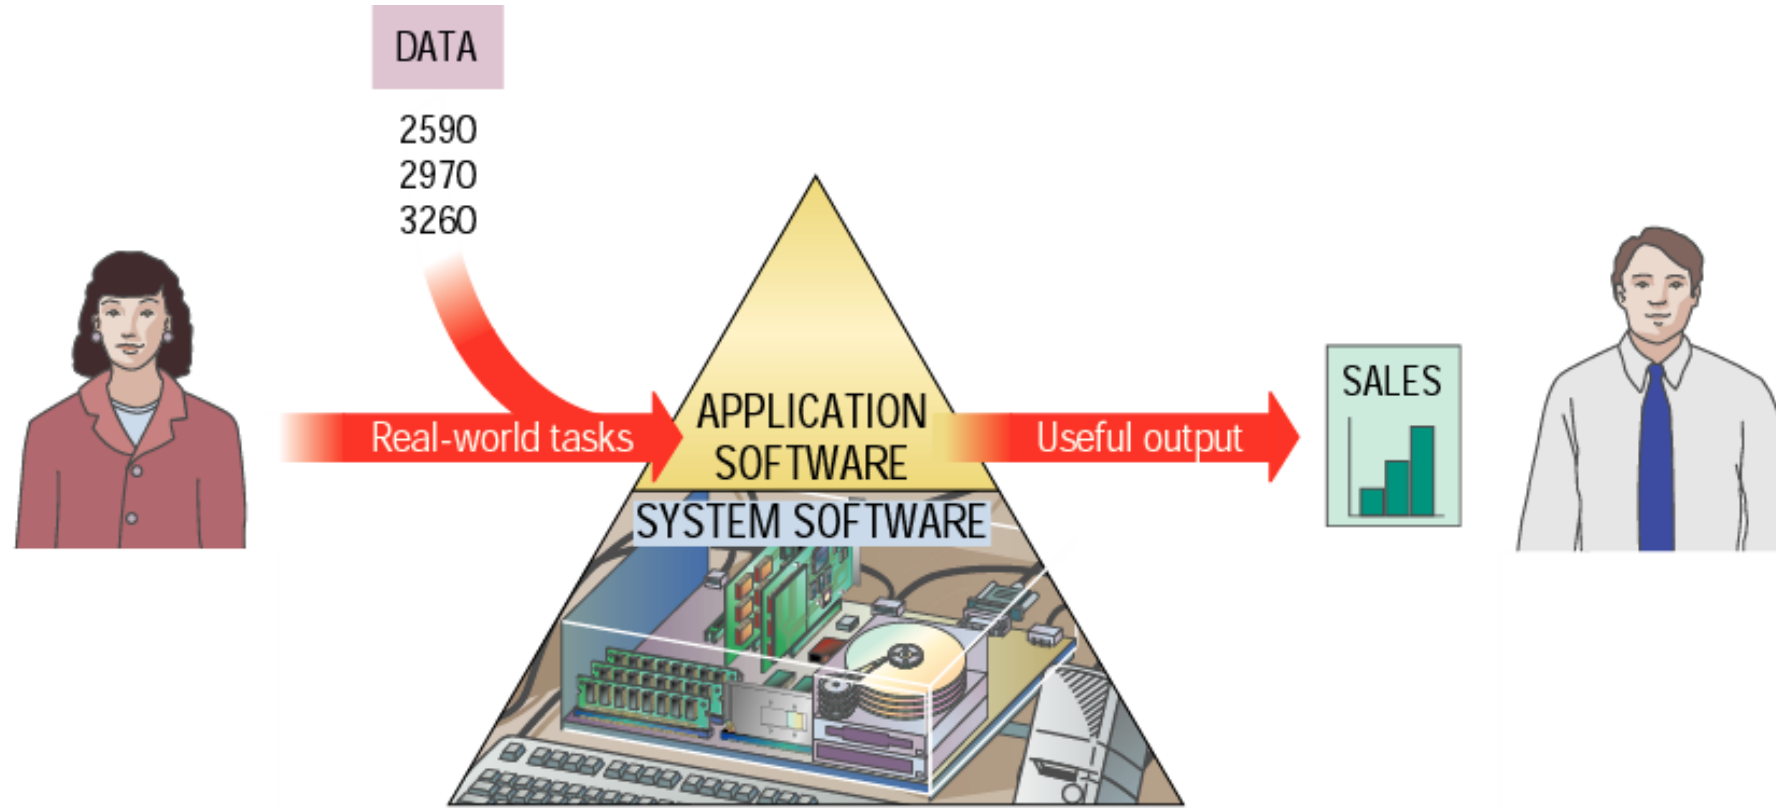 DATA
2590
2970
3260
Real-world tasks
APPLICATION
SOFTWARE
SYSTEM SOFTWARE
Useful output
SALES